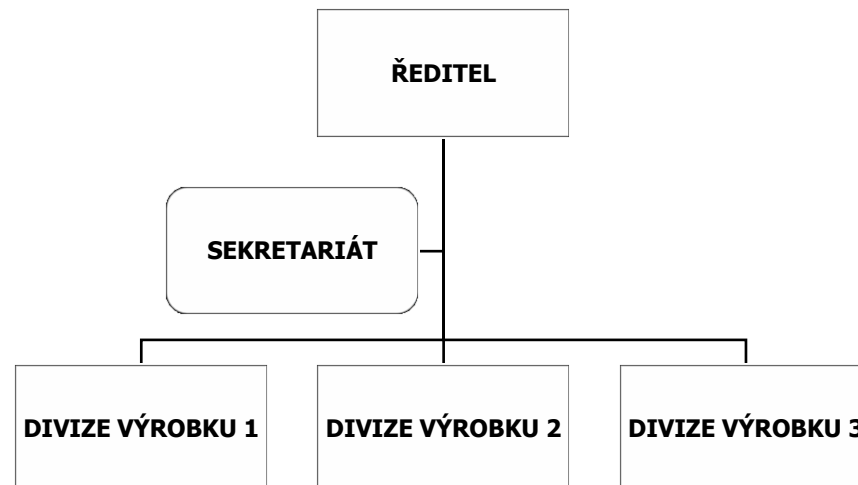 ŘEDITEL
SEKRETARIÁT
DIVIZE VÝROBKU 1
DIVIZE VÝROBKU 2
DIVIZE VÝROBKU 3